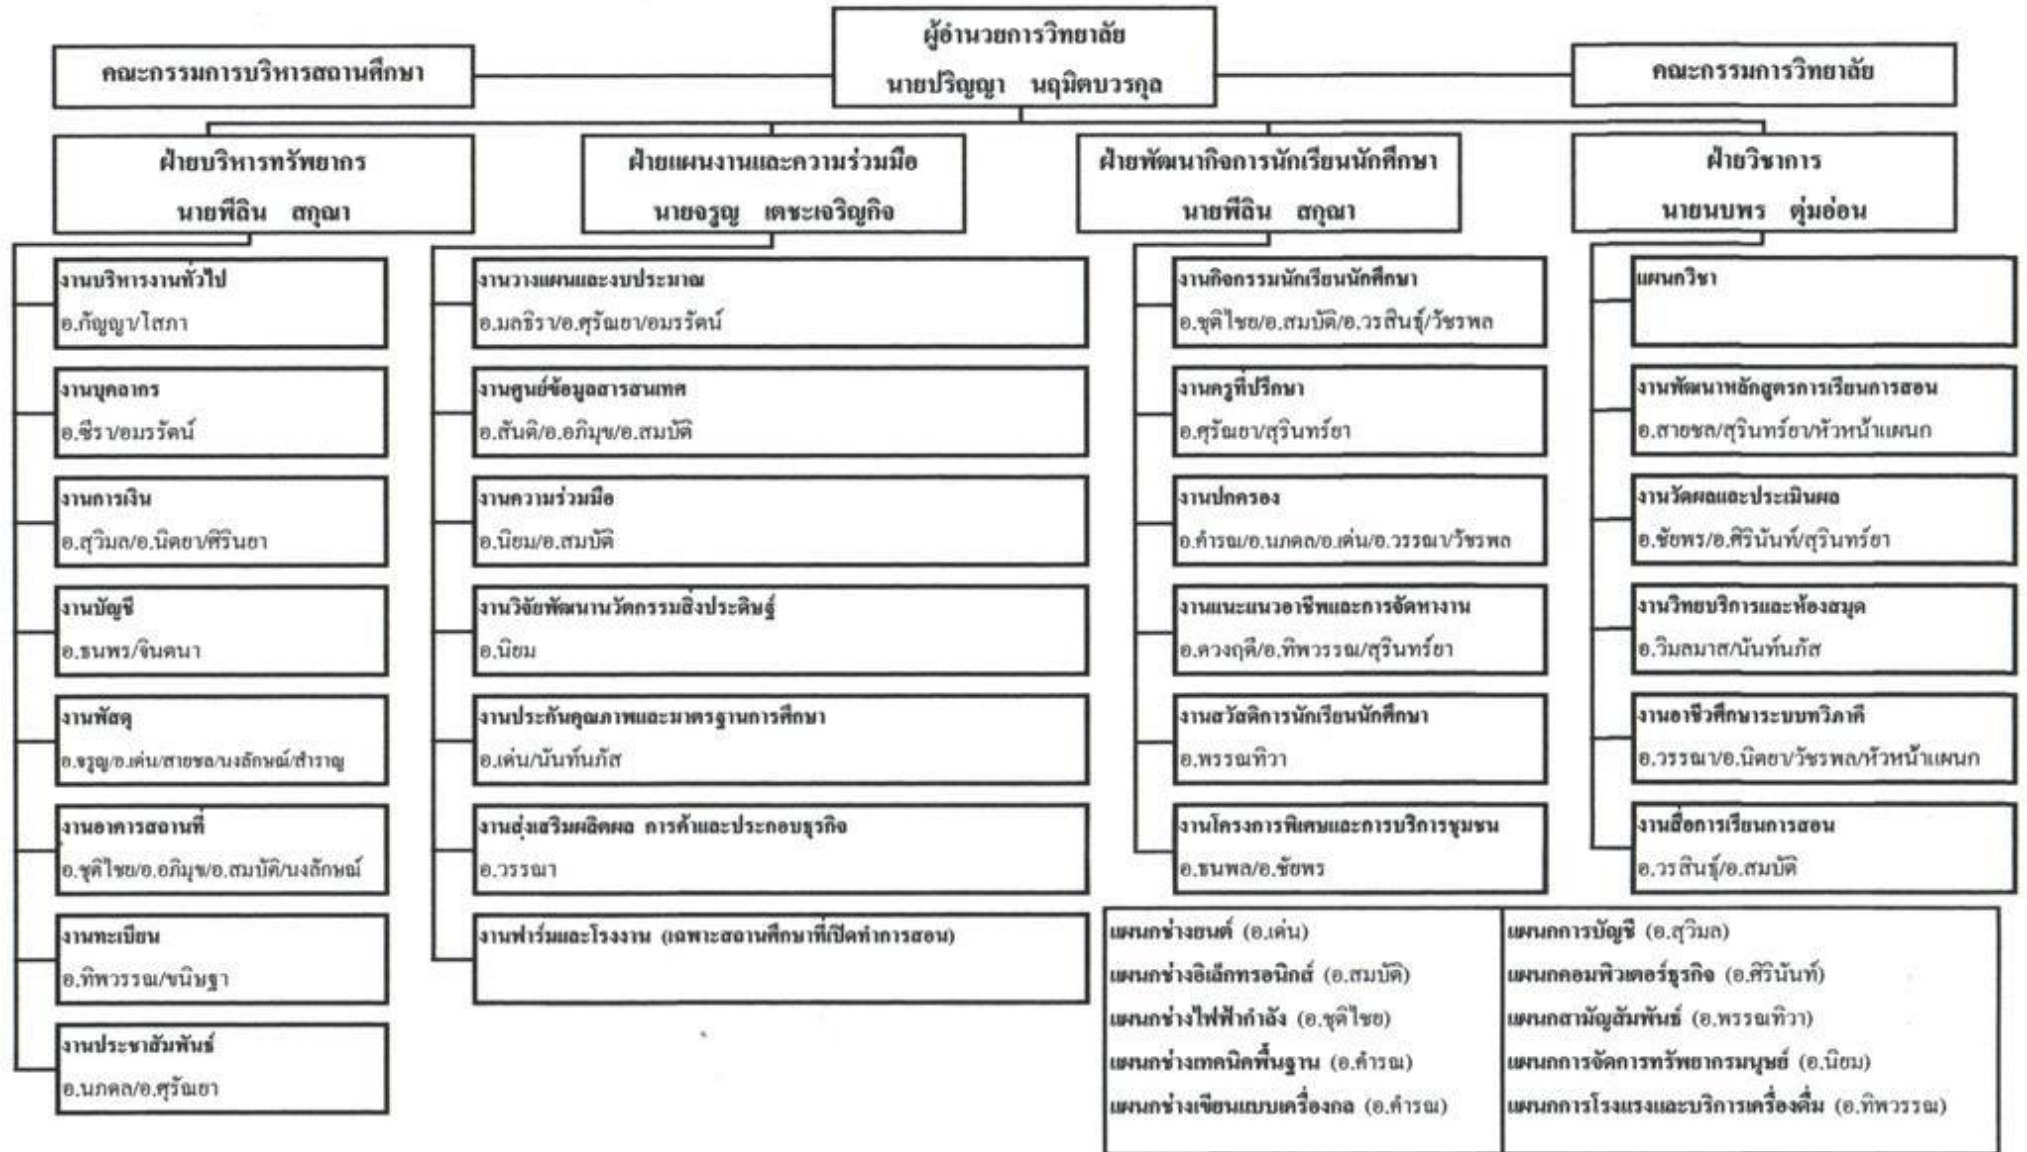 ผู้อำนวยการวิทยาลัย
นายปริญญา นฤมิตบวรกุล
คณะกรรมการบริหารสถานศึกษา
คณะกรรมการวิทยาลัย
ฝ่ายบริหารทรัพยากร
นายพีลิน สกุณา
ฝ่ายแผนงานและความร่วมมือ
นายจรูญ เตชะเจริญกิจ
ฝ่ายพัฒนากิจการนักเรียนนักศึกษา
นายพีลิน สกุณา
ฝ่ายวิชาการ
นายนบพร ตุ่มอ่อน
งานบริหารงานทั่วไป
อ.กัญญา/โสภา
งานบุคลากร
อ.ชีรา/อมรรัตน์
งานการเงิน
อ.สุวิมล/อ.นิตยา/ศิรินยา
งานบัญชี
อ.ธนพร/จินตนา
งานพัสดุ
อ.จรูญ/อ.เด่น/สายชล/นงลักษณ์/สำราญ
งานอาคารสถานที่
อ.ชุติไชย/อ.อภิมุข/อ.สมบัติ/นงลักษณ์
งานทะเบียน
อ.ทิพวรรณ/ขนิษฐา
งานประชาสัมพันธ์
อ.นภดล/อ.ศุรัณยา
งานวางแผนและงบประมาณ
อ.มลธิรา/อ.ศุรัณยา/อมรรัตน์
งานศูนย์ข้อมูลสารสนเทศ
อ.สันติ/อ.อภิมุข/อ.สมบัติ
งานความร่วมมือ
อ.นิยม/อ.สมบัติ
งานวิจัยพัฒนานวัตกรรมสิ่งประดิษฐ์
อ.นิยม
งานประกันคุณภาพและมาตรฐานการศึกษา
อ.เด่น/นันท์นภัส
งานส่งเสริมผลิตผล การค้าและประกอบธุรกิจ
อ.วรรณา
งานฟาร์มและโรงงาน (เฉพาะสถานศึกษาที่เปิดทำการสอน)
งานกิจกรรมนักเรียนนักศึกษา
อ.ชุติไชย/อ.สมบัติ/อ.วรสินธุ์/วัชรพล
งานครูที่ปรึกษา
อ.ศุรัณยา/สุรินทร์ยา
งานปกครอง
อ.คำรณ/อ.นภดล/อ.เด่น/อ.วรรณา/วัชรพล
งานแนะแนวอาชีพและการจัดหางาน
อ.ดวงฤดี/อ.ทิพวรรณ/สุรินทร์ยา
งานสวัสดิการนักเรียนนักศึกษา
อ.พรรณทิวา
งานโครงการพิเศษและการบริการชุมชน
อ.ธนพล/อ.ชัยพร
แผนกวิชา
งานพัฒนาหลักสูตรการเรียนการสอน
อ.สายชล/สุรินทร์ยา/หัวหน้าแผนก
งานวัดผลและประเมินผล
อ.ชัยพร/อ.ศิรินันท์/สุรินทร์ยา
งานวิทยบริการและห้องสมุด
อ.วิมลมาส/นันท์นภัส
งานอาชีวศึกษาระบบทวิภาคี
อ.วรรณา/อ.นิตยา/วัชรพล/หัวหน้าแผนก
งานสื่อการเรียนการสอน
อ.วรสินธุ์/อ.สมบัติ
แผนกช่างยนต์ (อ.เด่น)
แผนกช่างอิเล็กทรอนิกส์ (อ.สมบัติ)
แผนกช่างไฟฟ้ากำลัง (อ.ชุติไชย)
แผนกช่างเทคนิคพื้นฐาน (อ.คำรณ)
แผนกช่างเขียนแบบเครื่องกล (อ.คำรณ)
แผนกการบัญชี (อ.สุวิมล)
แผนกคอมพิวเตอร์ธุรกิจ (อ.ศิรินันท์)
แผนกสามัญสัมพันธ์ (อ.พรรณทิวา)
แผนกการจัดการทรัพยากรมนุษย์ (อ.นิยม)
แผนกการโรงแรงและบริการเครื่องดื่ม (อ.ทิพวรรณ)